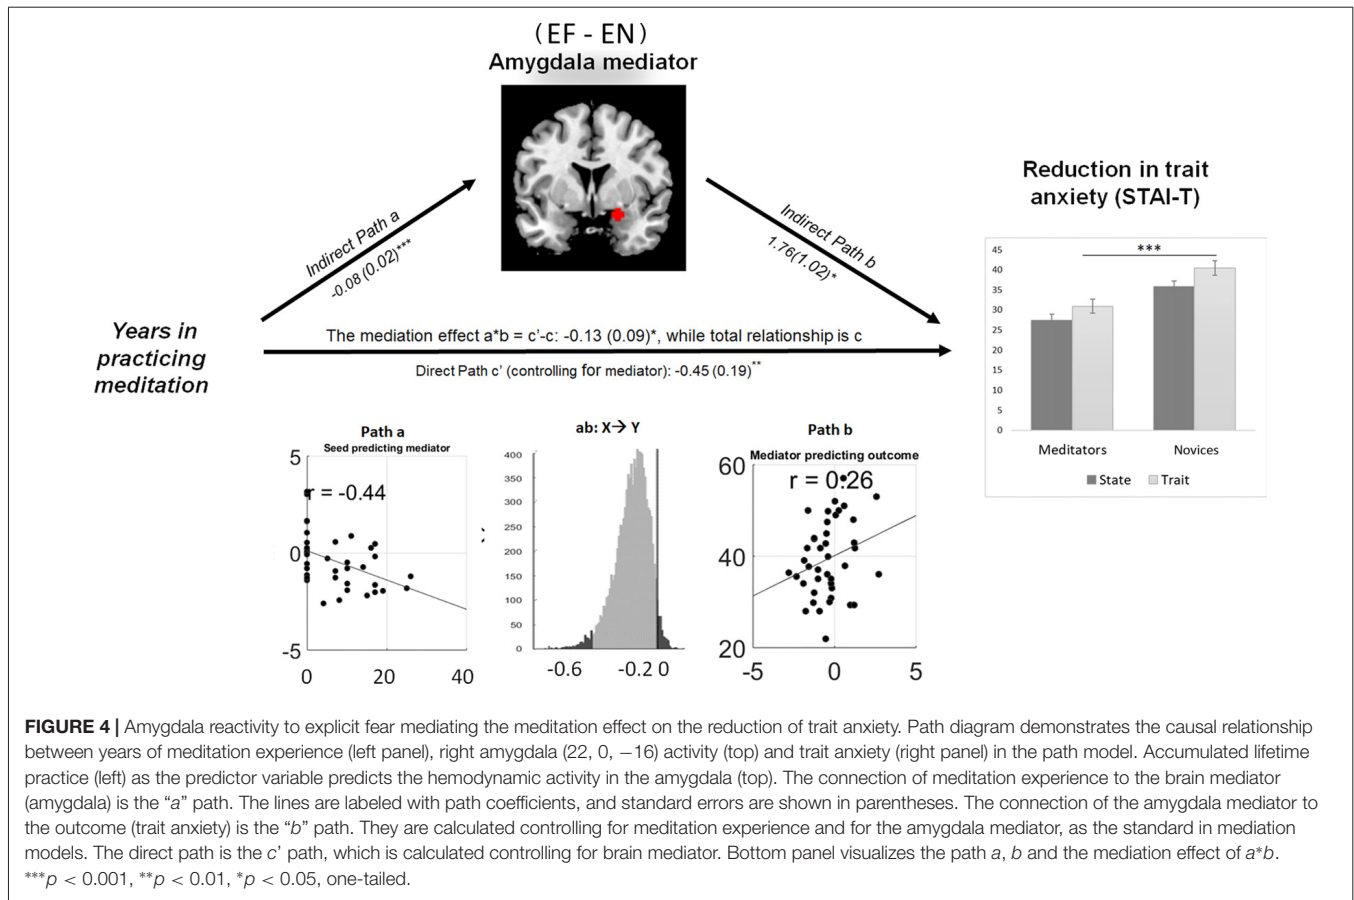 (EF - EN)
Amygdala mediator
Reduction in trait
anxiety (STAI-T)
Indirect Path a
-0.08 (0.02)***
Indirect Path b
1.76(1.02)*
Years in
practicing
meditation
The mediation effect a*b = c'-c: -0.13 (0.09)*, while total relationship is c
Direct Path c' (controlling for mediator): -0.45 (0.19)**
45
40
35
30
25
20
15
10
5
0
***
Meditators
Novices
State
Trait
Path a
Seed predicting mediator
5
0
-5
r = -0.44
0
20
40
ab: X→ Y
400
350
300
250
200
150
100
50
0
-0.6
-0.2 0
Path b
Mediator predicting outcome
60
40
20
r = 0.26
-5
0
5
FIGURE 4 | Amygdala reactivity to explicit fear mediating the meditation effect on the reduction of trait anxiety. Path diagram demonstrates the causal relationship
between years of meditation experience (left panel), right amygdala (22, 0, −16) activity (top) and trait anxiety (right panel) in the path model. Accumulated lifetime
practice (left) as the predictor variable predicts the hemodynamic activity in the amygdala (top). The connection of meditation experience to the brain mediator
(amygdala) is the “a” path. The lines are labeled with path coefficients, and standard errors are shown in parentheses. The connection of the amygdala mediator to
the outcome (trait anxiety) is the “b” path. They are calculated controlling for meditation experience and for the amygdala mediator, as the standard in mediation
models. The direct path is the c’ path, which is calculated controlling for brain mediator. Bottom panel visualizes the path a, b and the mediation effect of a*b.
***p < 0.001, **p < 0.01, *p < 0.05, one-tailed.